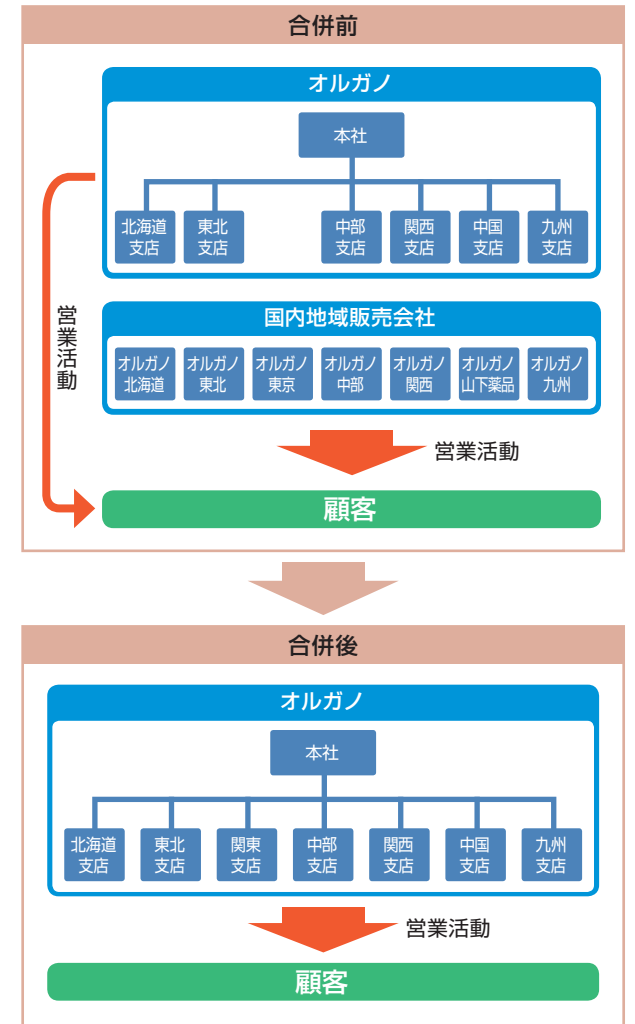 合併前
オルガノ
本社
北海道
支店
東北
支店
中部
支店
関西
支店
中国
支店
九州
支店
営業活動
国内地域販売会社
オルガノ
北海道
オルガノ
東北
オルガノ
東京
オルガノ
中部
オルガノ
関西
オルガノ
山下薬品
オルガノ
九州
営業活動
顧客
合併後
オルガノ
本社
北海道
支店
東北
支店
関東
支店
中部
支店
関西
支店
中国
支店
九州
支店
営業活動
顧客